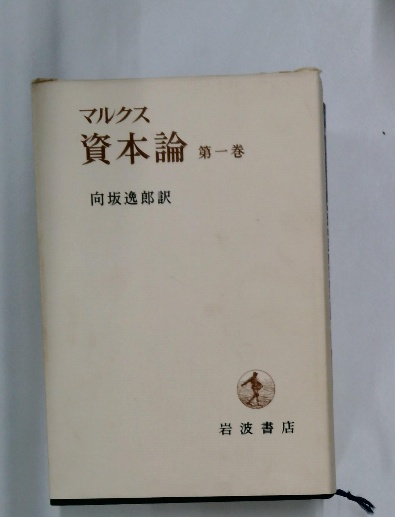 マルクス
資本論 第一巻
向坂逸郎訳
岩波書店